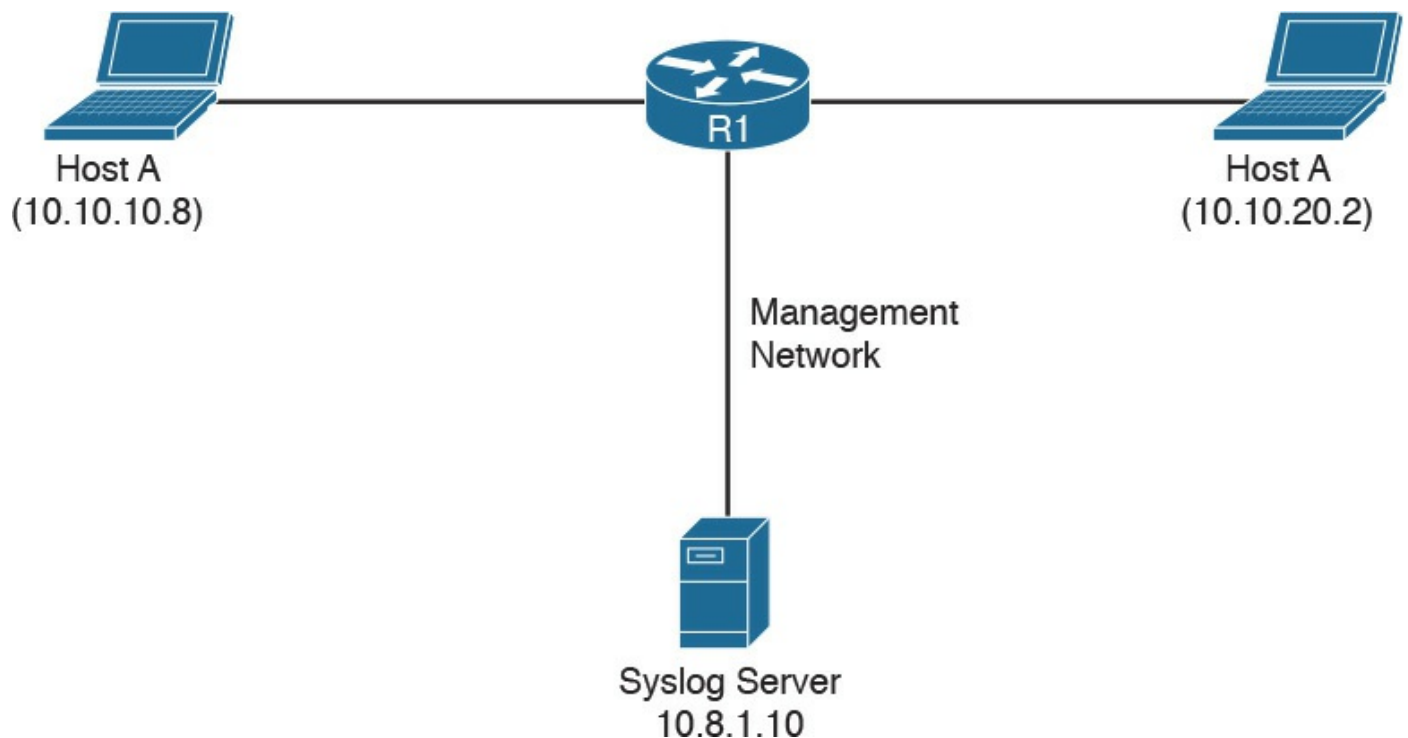 R1
Host A
(10.10.10.8)
Host A
(10.10.20.2)
Management
Network
Syslog Server
10.8.1.10